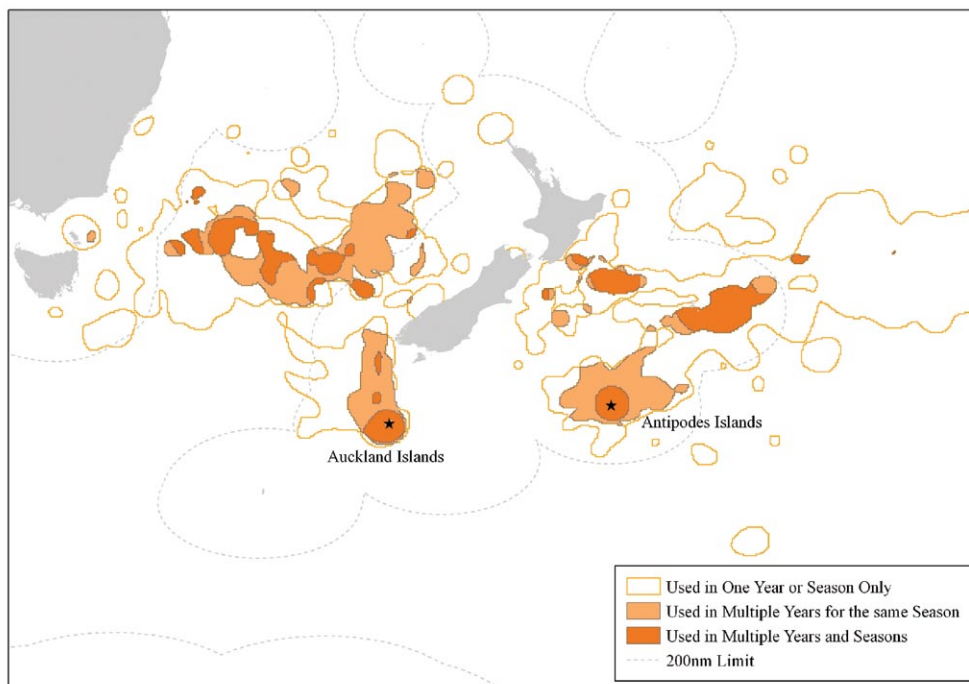 Auckland Islands
Antipodes Islands
Used in One Year or Season Only
Used in Multiple Years for the same Season
Used in Multiple Years and Seasons
200nm Limit